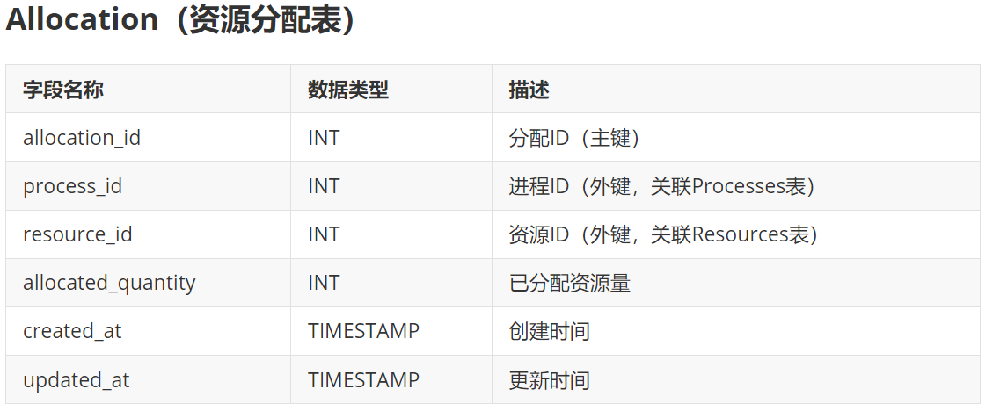 Allocation（资源分配表）
字段名称 数据类型 描述
allocation_id INT 分配ID（主键）
process_id INT 进程ID（外键，关联Processes表）
resource_id INT 资源ID（外键，关联Resources表）
allocated_quantity INT 已分配资源量
created_at TIMESTAMP 创建时间
updated_at TIMESTAMP 更新时间